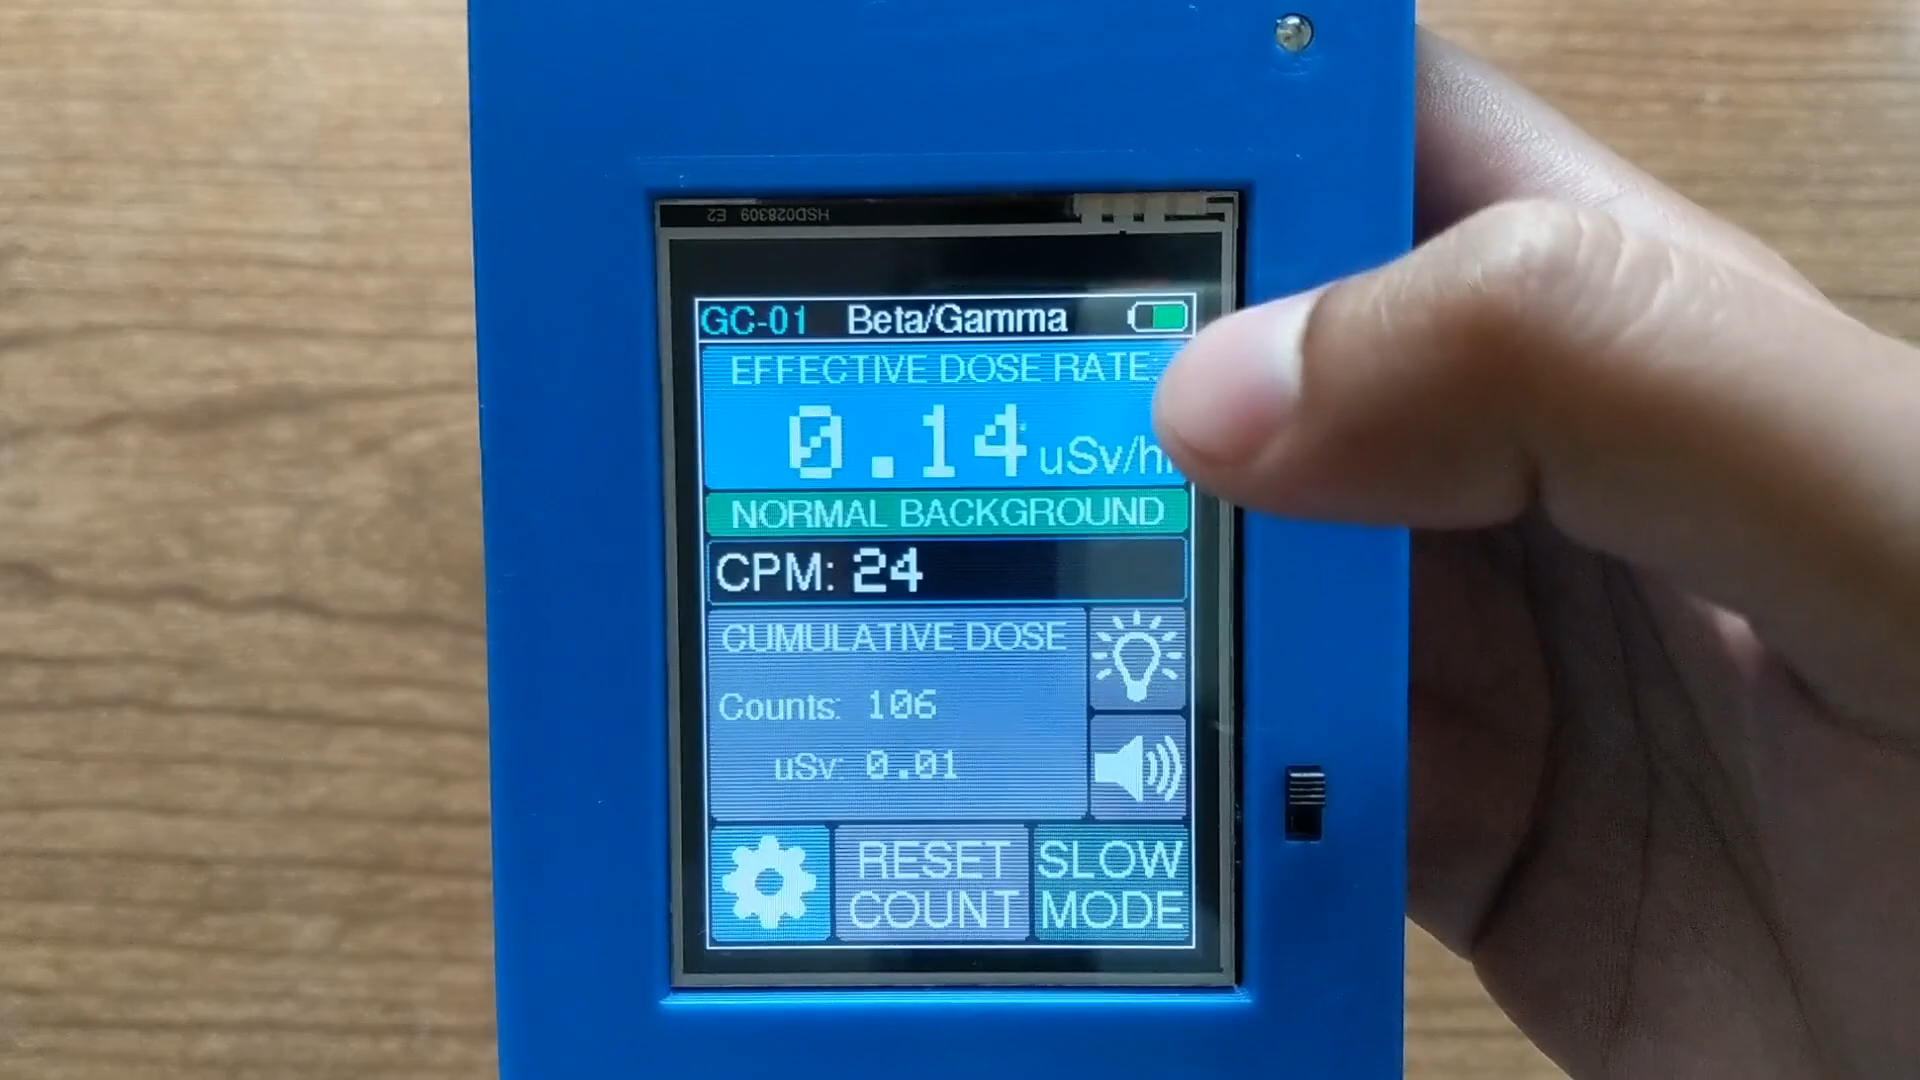 HSD028309 E2
GC-01 Beta/Gamma
EFFECTIVE DOSE RATE:
0.14 uSv/hr
NORMAL BACKGROUND
CPM: 24
CUMULATIVE DOSE
Counts: 106
uSv: 0.01
RESET
COUNT
SLOW
MODE